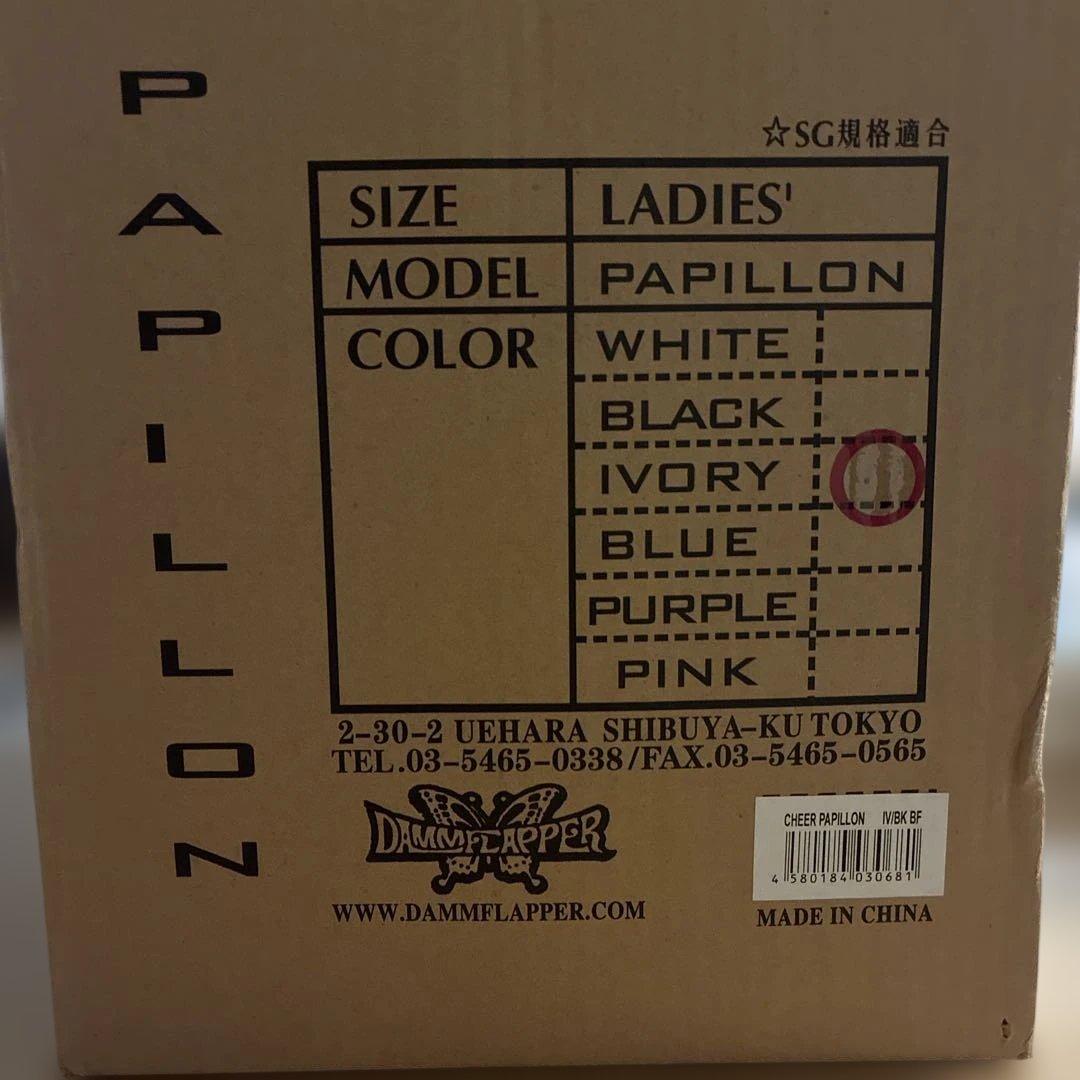 PAPILLON
☆SG規格適合
SIZE LADIES'
MODEL PAPILLON
COLOR WHITE
BLACK
IVORY
BLUE
PURPLE
PINK
2-30-2 UEHARA SHIBUYA-KU TOKYO
TEL.03-5465-0338/FAX.03-5465-0565
DAMMFLAPPER
WWW.DAMMFLAPPER.COM
CHEER PAPILLON IV/BK BF
4 580184 030681
MADE IN CHINA